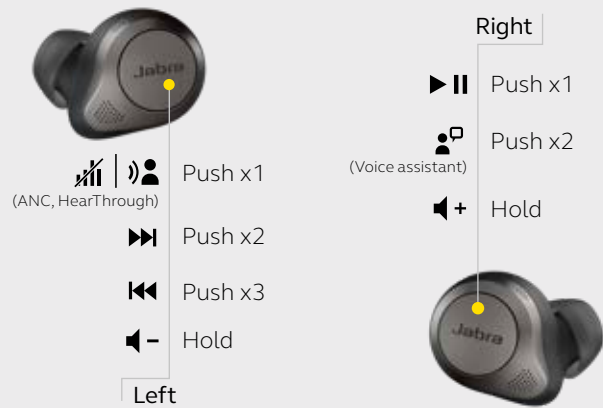 Jabra
Push x1
(ANC, HearThrough)
Push x2
Push x3
Hold
Left
Right
Push x1
Push x2
(Voice assistant)
Hold
Jabra